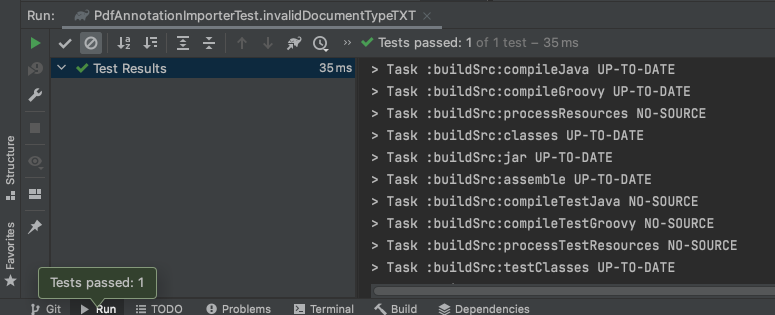 Run: PdfAnnotationImporterTest.invalidDocumentTypeTXT
Tests passed: 1 of 1 test – 35 ms
Test Results 35 ms
> Task :buildSrc:compileJava UP-TO-DATE
> Task :buildSrc:compileGroovy UP-TO-DATE
> Task :buildSrc:processResources NO-SOURCE
> Task :buildSrc:classes UP-TO-DATE
> Task :buildSrc:jar UP-TO-DATE
> Task :buildSrc:assemble UP-TO-DATE
> Task :buildSrc:compileTestJava NO-SOURCE
> Task :buildSrc:compileTestGroovy NO-SOURCE
> Task :buildSrc:processTestResources NO-SOURCE
> Task :buildSrc:testClasses UP-TO-DATE
Structure
Favorites
Tests passed: 1
Git Run TODO Problems Terminal Build Dependencies